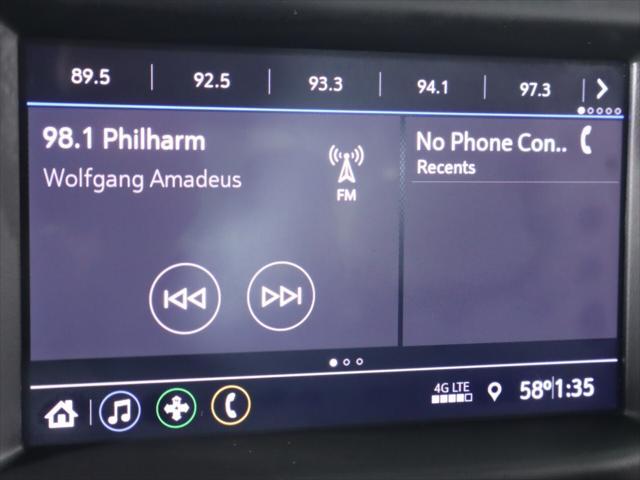 89.5 92.5 93.3 94.1 97.3
98.1 Philharm
Wolfgang Amadeus
FM
No Phone Con..
Recents
4G LTE 58º 1:35